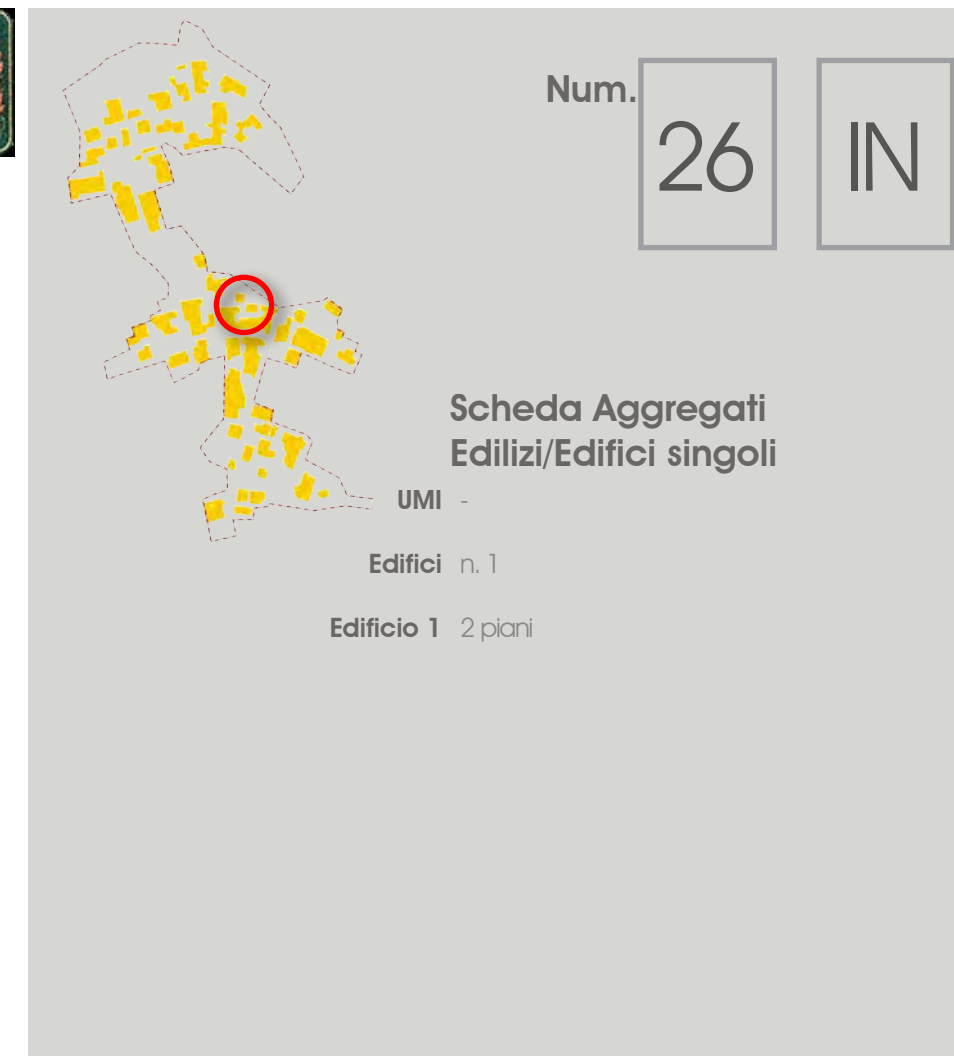 Num.
26
IN
Scheda Aggregati
Edilizi/Edifici singoli
UMI -
Edifici n. 1
Edificio 1 2 piani